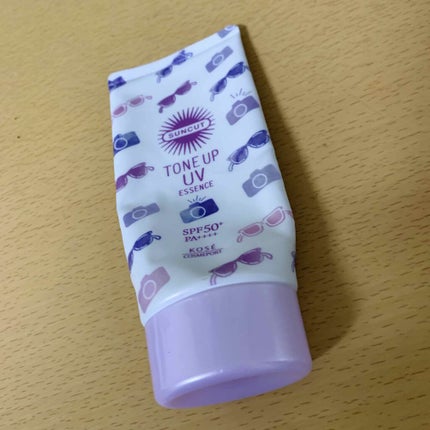 SUNCUT
TONE UP
UV
ESSENCE
SPF50+
PA++++
KOSÉ
COSMEPORT